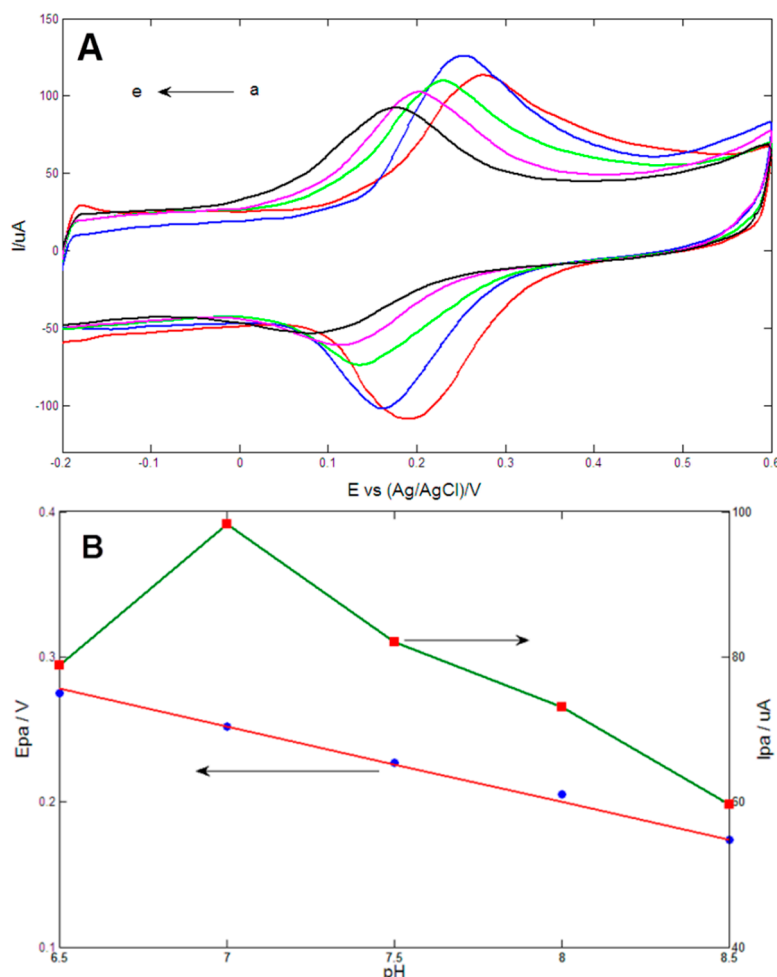 A
e a
150
100
50
0
-50
-100
I/uA
-0.2 -0.1 0 0.1 0.2 0.3 0.4 0.5 0.6
E vs (Ag/AgCl)/V
B
0.4 100
0.3 80
0.2 60
0.1 40
Epa / V
Ipa / uA
6.5 7 7.5 8 8.5
pH